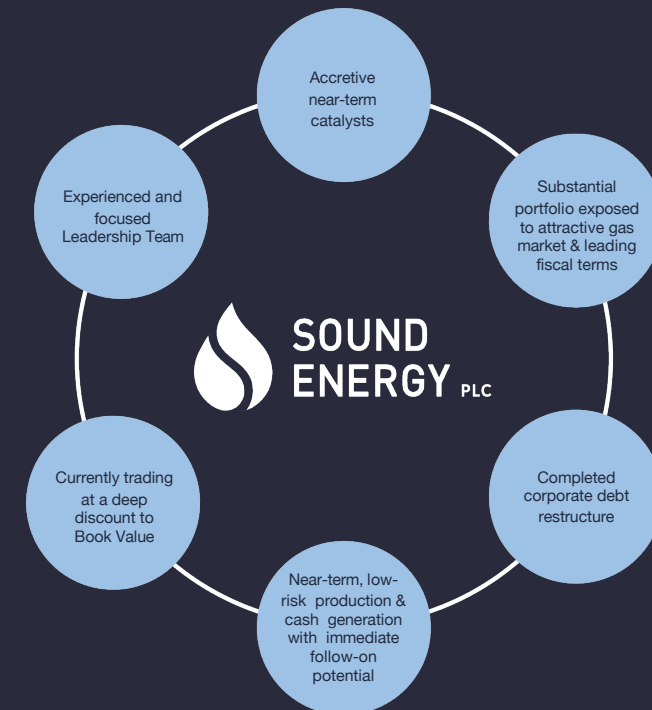 Accretive
near-term
catalysts
Substantial
portfolio exposed
to attractive gas
market & leading
fiscal terms
Completed
corporate debt
restructure
Near-term, low-
risk production &
cash generation
with immediate
follow-on
potential
Currently trading
at a deep
discount to
Book Value
Experienced and
focused
Leadership Team
SOUND
ENERGY PLC